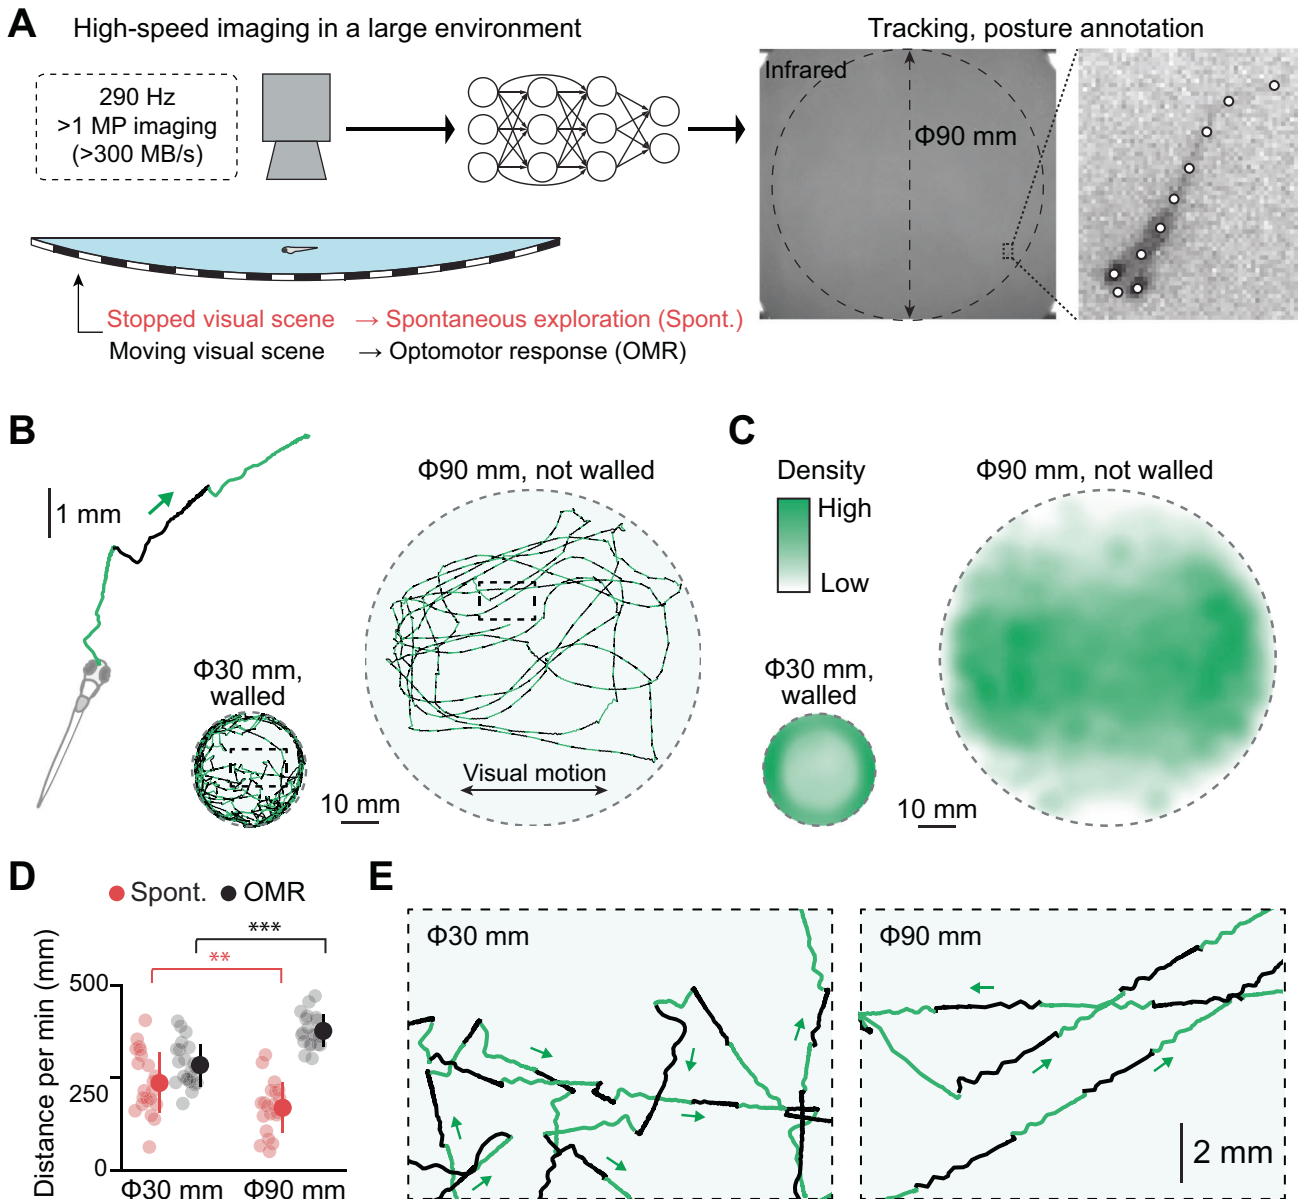 A
High-speed imaging in a large environment
Tracking, posture annotation
290 Hz
>1 MP imaging
(>300 MB/s)
Infrared
Φ90 mm
Stopped visual scene → Spontaneous exploration (Spont.)
Moving visual scene → Optomotor response (OMR)
B
1 mm
Φ90 mm, not walled
Φ30 mm,
walled
Visual motion
10 mm
C
Density
High
Low
Φ90 mm, not walled
Φ30 mm,
walled
10 mm
D
Spont. OMR
***
**
Distance per min (mm)
500
250
0
Φ30 mm Φ90 mm
E
Φ30 mm
Φ90 mm
2 mm